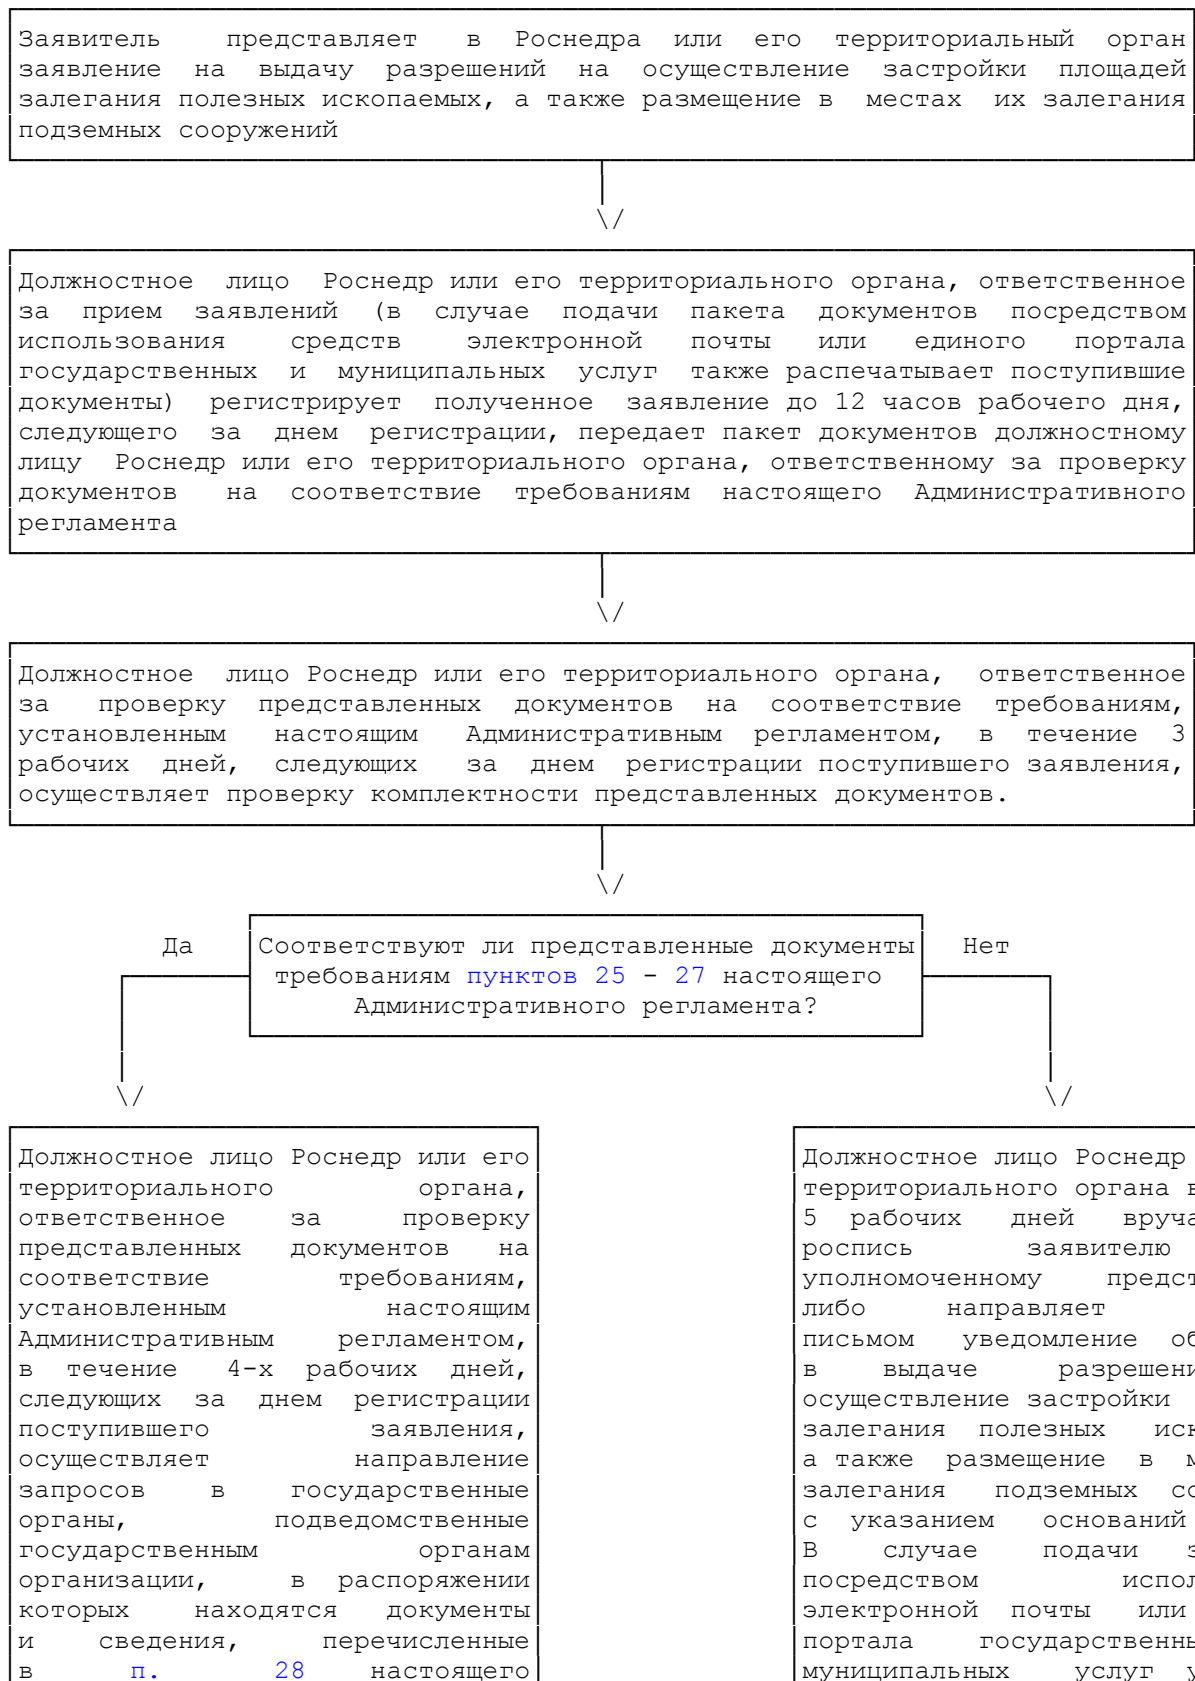 Заявитель представляет в Роснедра или его территориальный орган
заявление на выдачу разрешений на осуществление застройки площадей
залегания полезных ископаемых, а также размещение в местах их залегания
подземных сооружений
Должностное лицо Роснедр или его территориального органа, ответственное
за прием заявлений (в случае подачи пакета документов посредством
использования средств электронной почты или единого портала
государственных и муниципальных услуг также распечатывает поступившие
документы) регистрирует полученное заявление до 12 часов рабочего дня,
следующего за днем регистрации, передает пакет документов должностному
лицу Роснедр или его территориального органа, ответственному за проверку
документов на соответствие требованиям настоящего Административного
регламента
Должностное лицо Роснедр или его территориального органа, ответственное
за проверку представленных документов на соответствие требованиям,
установленным настоящим Административным регламентом, в течение 3
рабочих дней, следующих за днем регистрации поступившего заявления,
осуществляет проверку комплектности представленных документов.
Да
Соответствуют ли представленные документы
требованиям пунктов 25 - 27 настоящего
Административного регламента?
Нет
Должностное лицо Роснедр или его
территориального органа,
ответственное за проверку
представленных документов на
соответствие требованиям,
установленным настоящим
Административным регламентом,
в течение 4-х рабочих дней,
следующих за днем регистрации
поступившего заявления,
осуществляет направление
запросов в государственные
органы, подведомственные
государственным органам
организации, в распоряжении
которых находятся документы
и сведения, перечисленные
в п. 28 настоящего
Должностное лицо Роснедр
территориального органа
5 рабочих дней
роспись заявителю
уполномоченному
либо направляет
письмом уведомление
в выдаче
осуществление застройки
залегания полезных
а также размещение в
залегания подземных
с указанием оснований
В случае подачи
посредством
электронной почты или
портала
муниципальных услуг